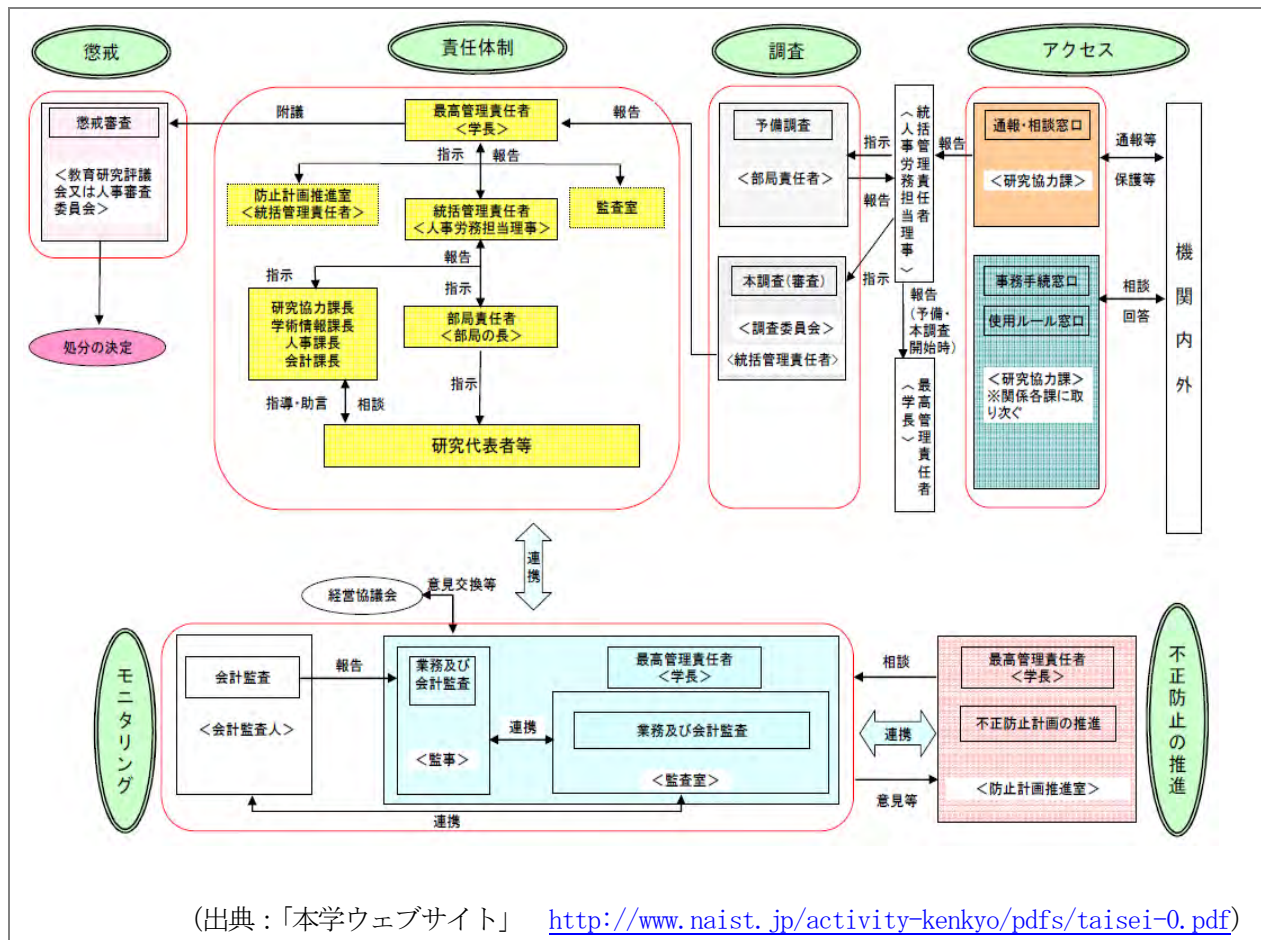 懲戒
責任体制
調査
アクセス
懲戒審査
<教育研究評議
会又は人事審査
委員会>
処分の決定
附議
最高管理責任者
<学長>
報告
指示
報告
防止計画推進室
<統括管理責任者>
統括管理責任者
<人事労務担当理事>
監査室
報告
指示
指示
研究協力課長
学術情報課長
人事課長
会計課長
部局責任者
<部局の長>
指導・助言
相談
指示
研究代表者等
予備調査
<部局責任者>
本調査(審査)
<調査委員会>
<統括管理責任者>
指示
報告
指示
統括管理責任者
<人事労務担当理事>
報告
報告
(予備・
本調査
開始時)
最高管理責任者
<学長>
通報・相談窓口
<研究協力課>
事務手続窓口
使用ルール窓口
<研究協力課>
※関係各課に取
り次ぐ
通報等
保護等
相談
回答
機関内外
連携
経営協議会
意見交換等
モニタリング
会計監査
<会計監査人>
報告
業務及び
会計監査
<監事>
連携
最高管理責任者
<学長>
業務及び会計監査
<監査室>
連携
相談
連携
意見等
最高管理責任者
<学長>
不正防止計画の推進
<防止計画推進室>
不正防止の推進
(出典:「本学ウェブサイト」 http://www.naist.jp/activity-kenkyo/pdfs/taisei-0.pdf)